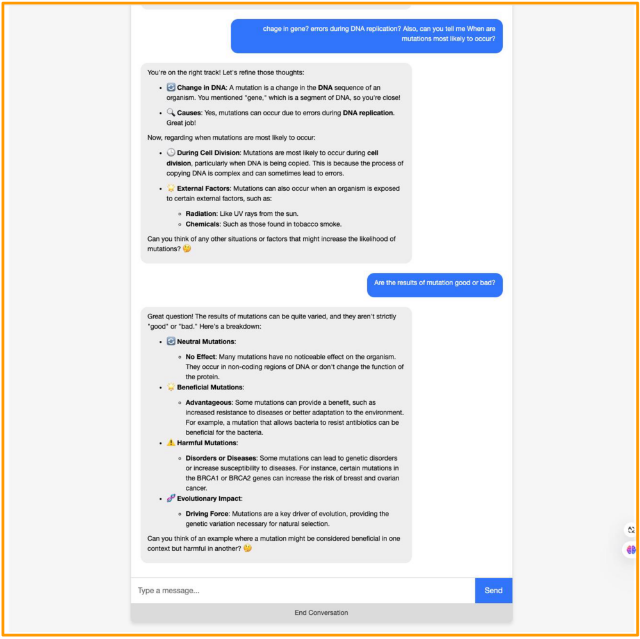 chage in gene? errors during DNA replication? Also, can you tell me When are
mutations most likely to occur?
You're on the right track! Let's refine those thoughts:
• Change in DNA: A mutation is a change in the DNA sequence of an
organism. You mentioned "gene," which is a segment of DNA, so you're close!
• Causes: Yes, mutations can occur due to errors during DNA replication.
Great job!
Now, regarding when mutations are most likely to occur:
• During Cell Division: Mutations are most likely to occur during cell
division, particularly when DNA is being copied. This is because the process of
copying DNA is complex and can sometimes lead to errors.
• External Factors: Mutations can also occur when an organism is exposed
to certain external factors, such as:
◦ Radiation: Like UV rays from the sun.
◦ Chemicals: Such as those found in tobacco smoke.
Can you think of any other situations or factors that might increase the likelihood of
mutations? 🤔
Are the results of mutation good or bad?
Great question! The results of mutations can be quite varied, and they aren't strictly
"good" or "bad." Here's a breakdown:
• Neutral Mutations:
◦ No Effect: Many mutations have no noticeable effect on the organism.
They occur in non-coding regions of DNA or don't change the function of
the protein.
• Beneficial Mutations:
◦ Advantageous: Some mutations can provide a benefit, such as
increased resistance to diseases or better adaptation to the environment.
For example, a mutation that allows bacteria to resist antibiotics can be
beneficial for the bacteria.
• ⚠️ Harmful Mutations:
◦ Disorders or Diseases: Some mutations can lead to genetic disorders
or increase susceptibility to diseases. For instance, certain mutations in
the BRCA1 or BRCA2 genes can increase the risk of breast and ovarian
cancer.
• 🧬 Evolutionary Impact:
◦ Driving Force: Mutations are a key driver of evolution, providing the
genetic variation necessary for natural selection.
Can you think of an example where a mutation might be considered beneficial in one
context but harmful in another? 🤔
Type a message...
Send
End Conversation